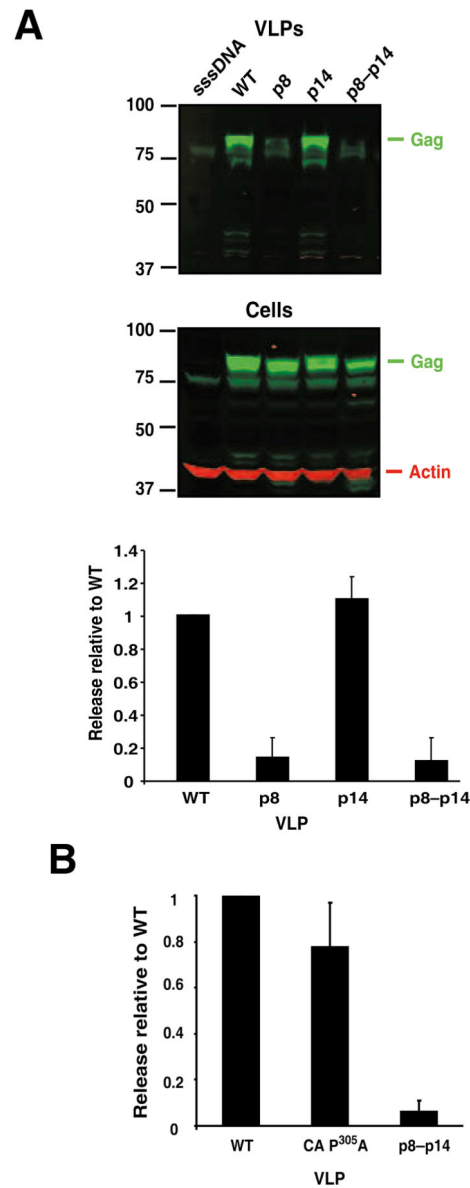 A
VLPs
sssDNA WT p8 p14 p8–p14
100
75
50
37
Gag
Cells
100
75
50
37
Gag
Actin
Release relative to WT
1.4
1.2
1
0.8
0.6
0.4
0.2
0
WT p8 p14 p8–p14
VLP
B
Release relative to WT
1
0.8
0.6
0.4
0.2
0
WT CA P³⁰⁵A p8–p14
VLP